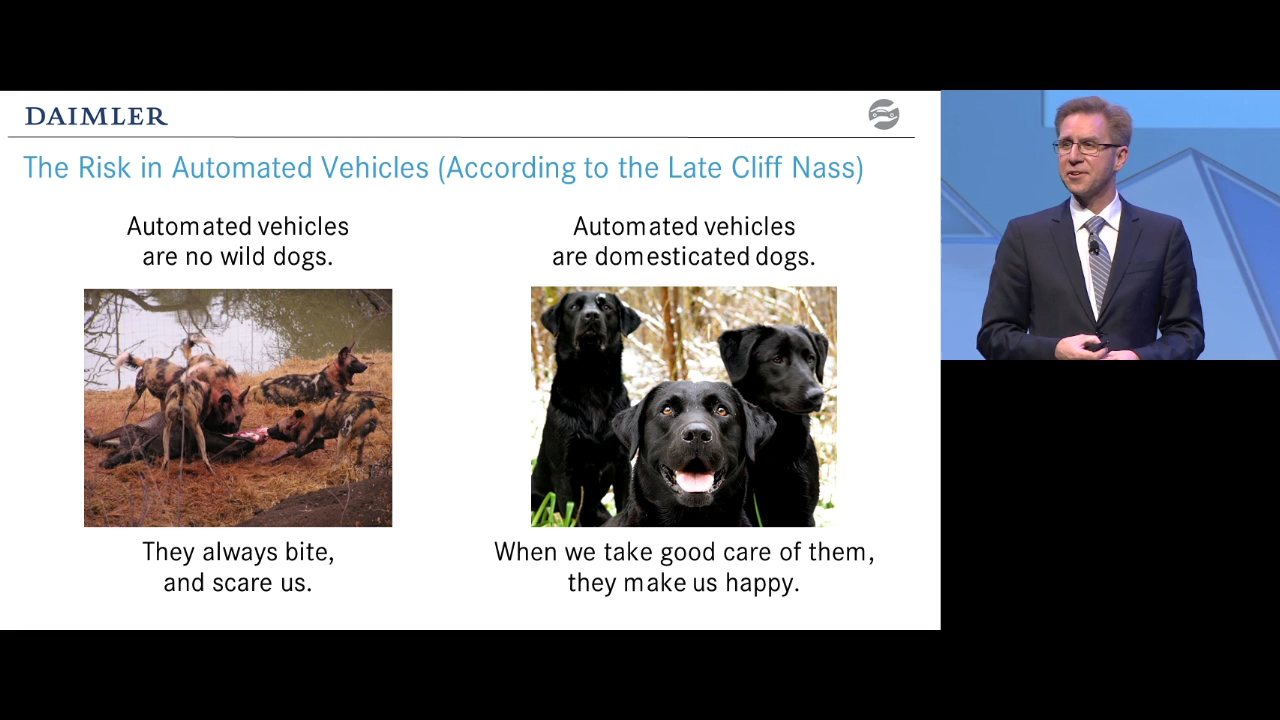 DAIMLER
The Risk in Automated Vehicles (According to the Late Cliff Nass)
Automated vehicles
are no wild dogs.
Automated vehicles
are domesticated dogs.
They always bite,
and scare us.
When we take good care of them,
they make us happy.